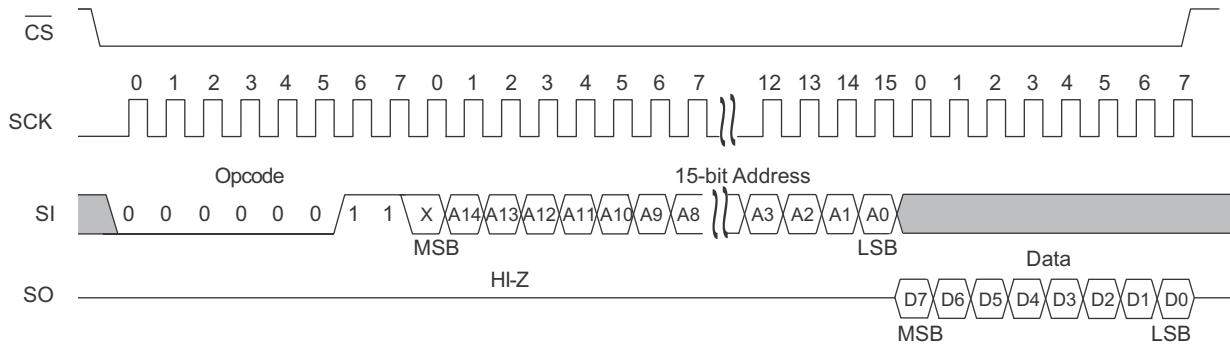 CS
0 1 2 3 4 5 6 7 0 1 2 3 4 5 6 7 12 13 14 15 0 1 2 3 4 5 6 7
SCK
Opcode 15-bit Address
SI 0 0 0 0 0 0 1 1 X A14 A13 A12 A11 A10 A9 A8 A3 A2 A1 A0
MSB LSB
HI-Z Data
SO D7 D6 D5 D4 D3 D2 D1 D0
MSB LSB